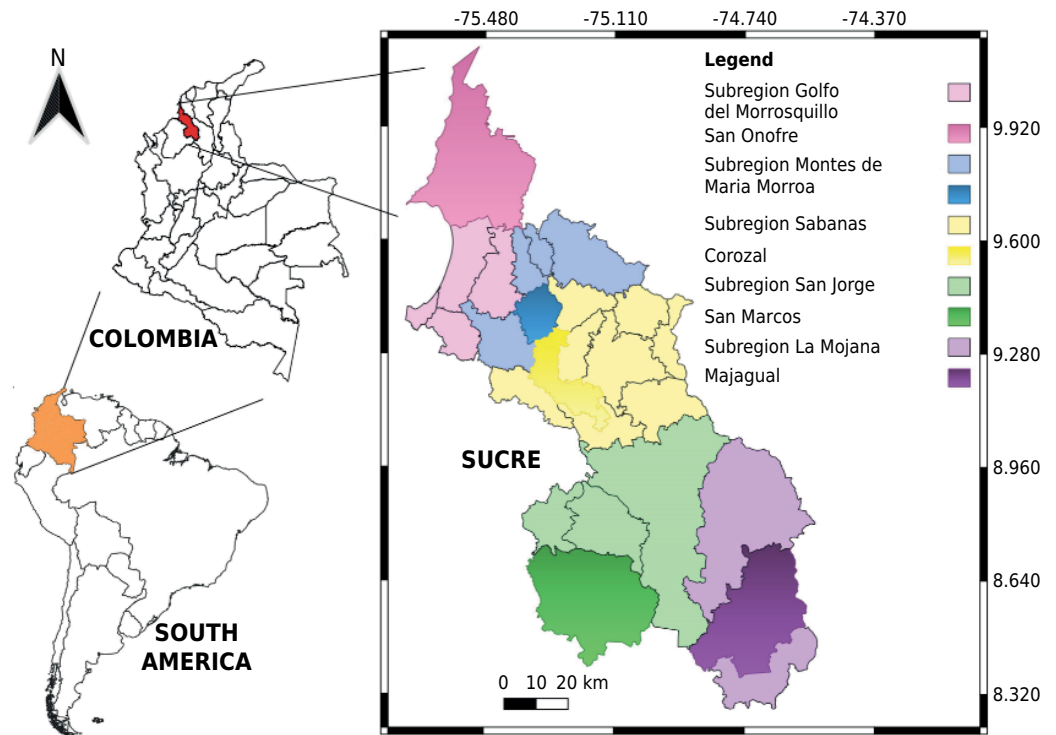 -75.480 -75.110 -74.740 -74.370
N
Legend
Subregion Golfo
del Morrosquillo
San Onofre
Subregion Montes de
Maria Morroa
Subregion Sabanas
Corozal
Subregion San Jorge
San Marcos
Subregion La Mojana
Majagual
9.920
9.600
9.280
8.960
8.640
8.320
COLOMBIA
SUCRE
SOUTH
AMERICA
0 10 20 km